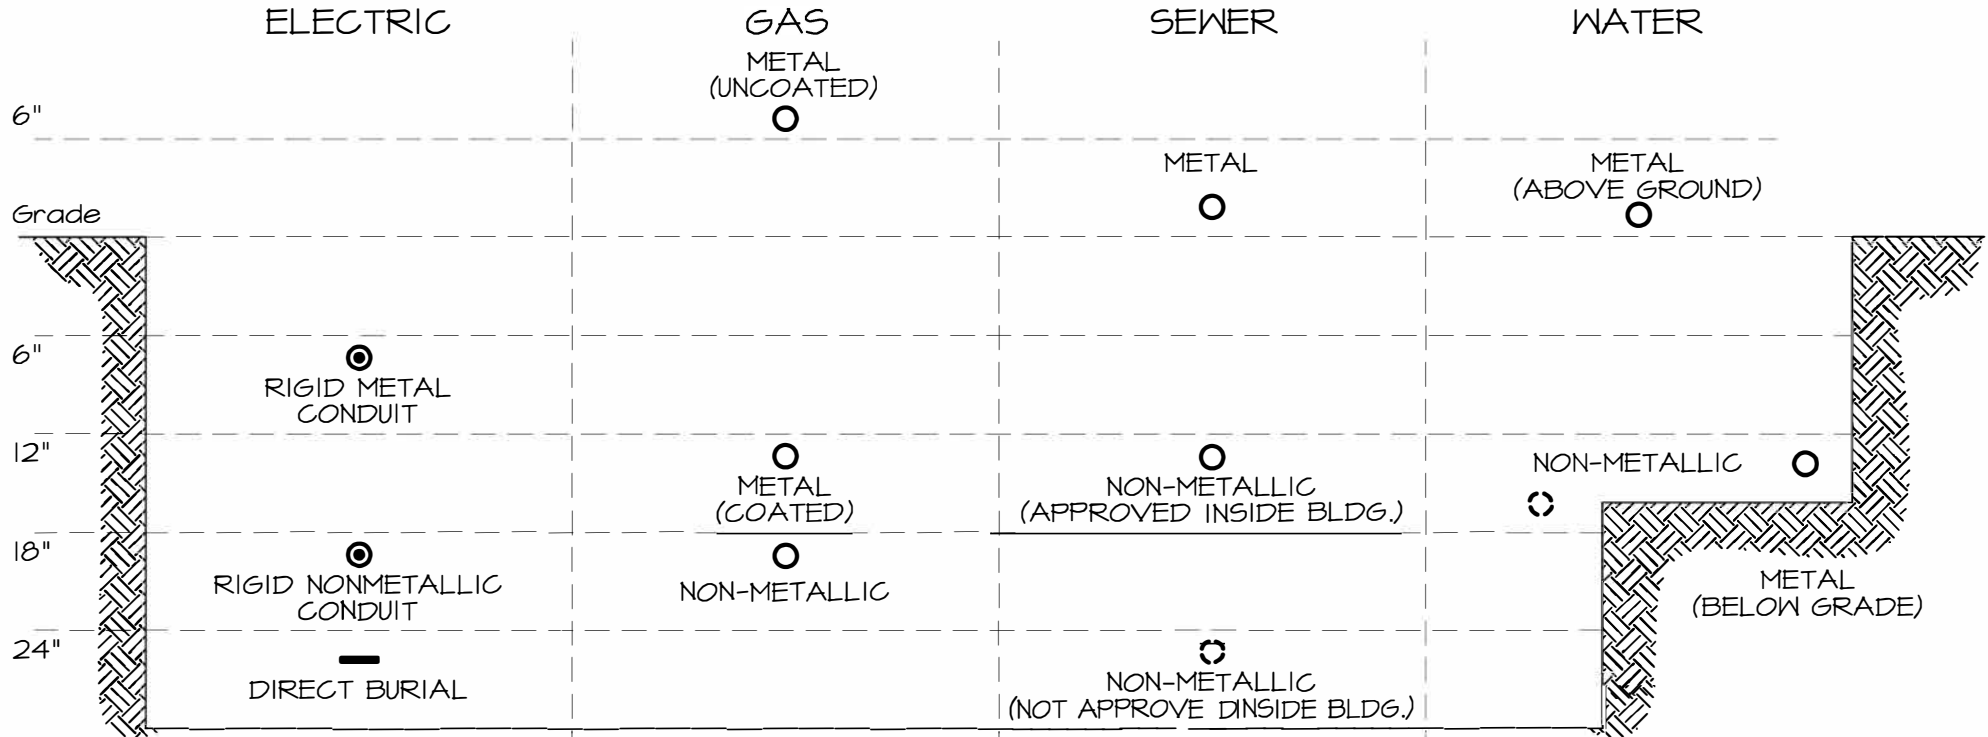 ELECTRIC
GAS
SEWER
WATER
METAL
(UNCOATED)
6"
METAL
METAL
(ABOVE GROUND)
Grade
6"
RIGID METAL
CONDUIT
12"
METAL
(COATED)
NON-METALLIC
(APPROVED INSIDE BLDG.)
NON-METALLIC
18"
RIGID NONMETALLIC
CONDUIT
NON-METALLIC
METAL
(BELOW GRADE)
24"
DIRECT BURIAL
NON-METALLIC
(NOT APPROVE DINSIDE BLDG.)